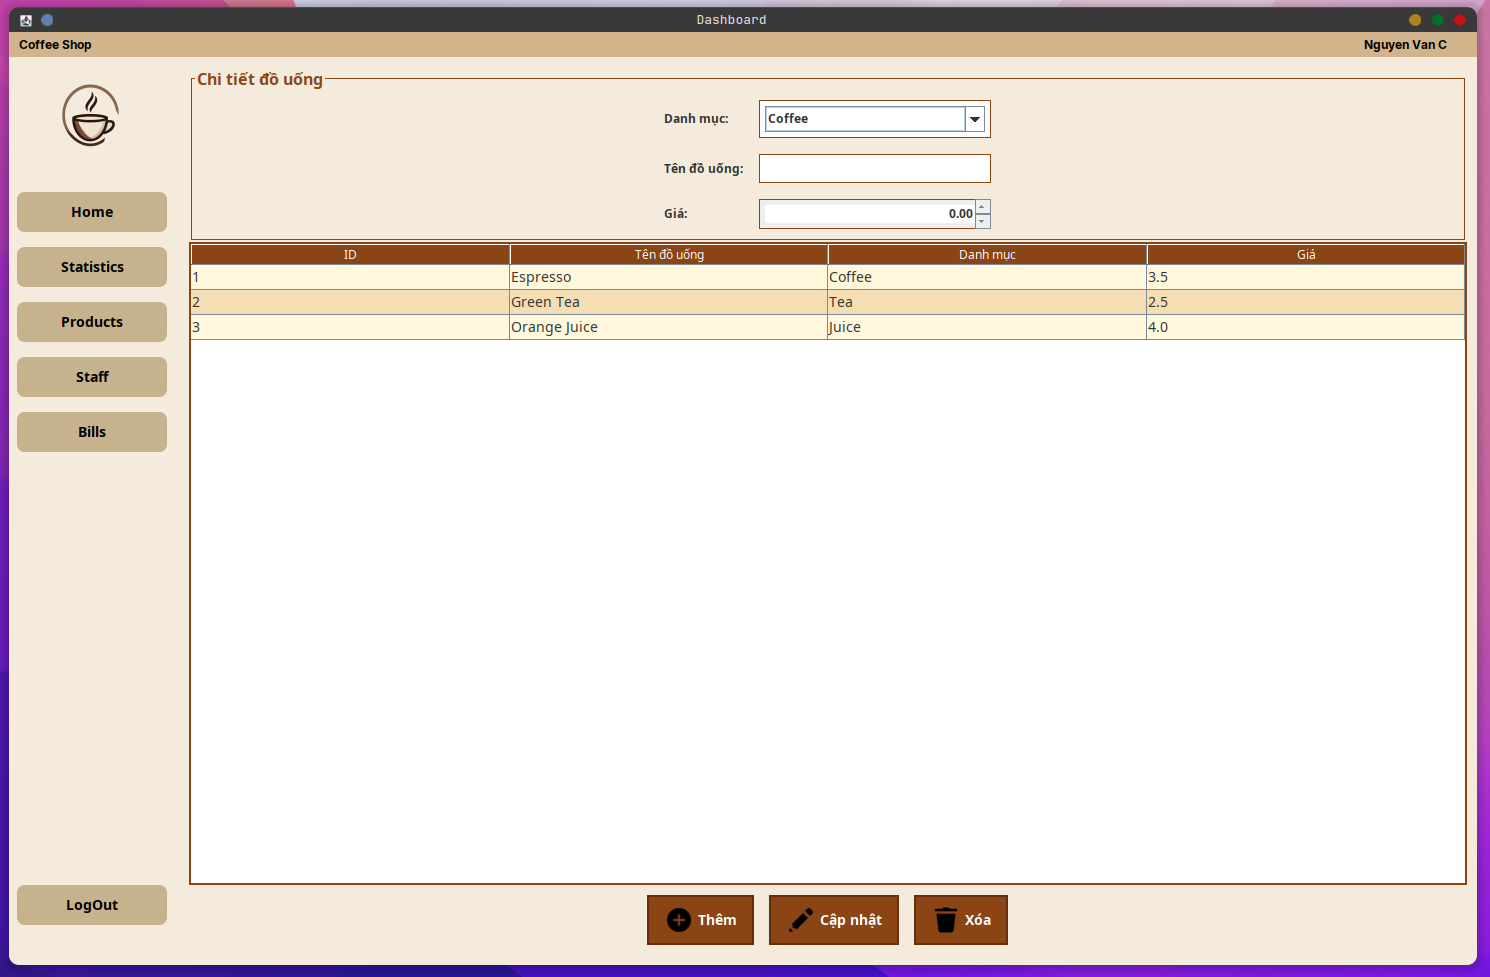 Dashboard
Coffee Shop
Nguyen Van C
Home
Statistics
Products
Staff
Bills
LogOut
Chi tiết đồ uống
Danh mục:
Coffee
Tên đồ uống:
Giá:
0.00
ID Tên đồ uống Danh mục Giá
1 Espresso Coffee 3.5
2 Green Tea Tea 2.5
3 Orange Juice Juice 4.0
Thêm
Cập nhật
Xóa